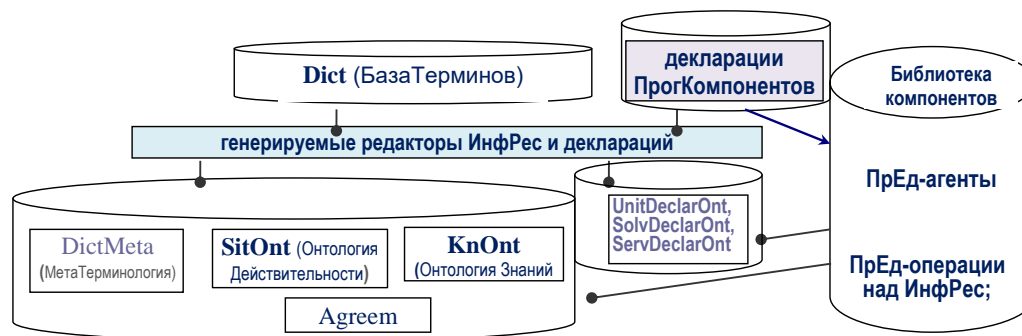 Dict (БазаТерминов)
декларации
ПрогКомпонентов
Библиотека
компонентов
генерируемые редакторы ИнфРес и деклараций
ПрЕд-агенты
UnitDeclarOnt,
SolvDeclarOnt,
ServDeclarOnt
DictMeta
(МетаТерминология)
SitOnt (Онтология
Действительности)
KnOnt
(Онтология Знаний
ПрЕд-операции
над ИнфРес;
Agreem